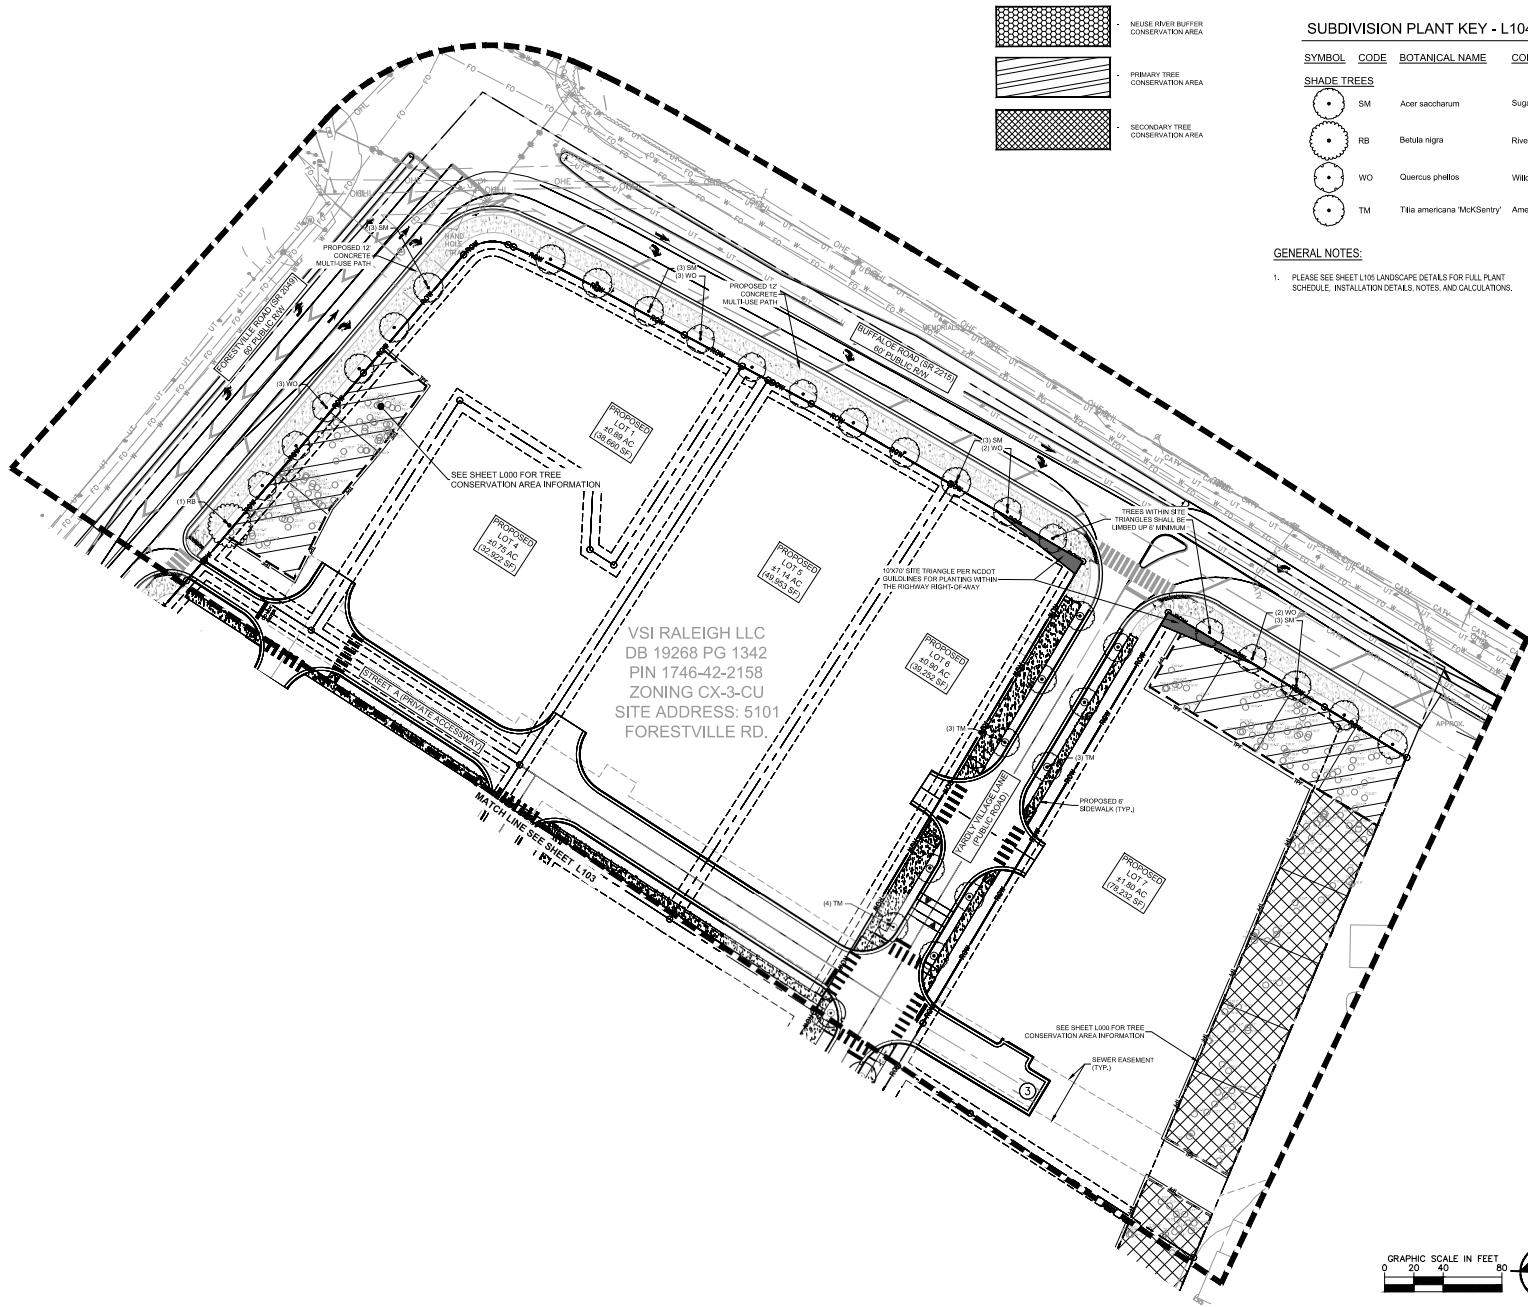 NEUSE RIVER BUFFER
CONSERVATION AREA
PRIMARY TREE
CONSERVATION AREA
SECONDARY TREE
CONSERVATION AREA
SUBDIVISION PLANT KEY - L104
SYMBOL CODE BOTANICAL NAME
SHADE TREES
SM Acer saccharum
RB Betula nigra
WO Quercus phellos
TM Tilia americana 'McKSentry'
GENERAL NOTES:
1. PLEASE SEE SHEET L105 LANDSCAPE DETAILS FOR FULL PLANT
SCHEDULE, INSTALLATION DETAILS, NOTES, AND CALCULATIONS.
(3) SM
PROPOSED 12'
CONCRETE
MULTI-USE PATH
HAND
HOLE
FORESTVILLE ROAD (SR 2049)
60' PUBLIC R/W
(3) SM
(3) WO
PROPOSED 12'
CONCRETE
MULTI-USE PATH
BUFFALOE ROAD (SR 2215)
60' PUBLIC R/W
(3) WO
PROPOSED
LOT 1
±0.89 AC
(38,660 SF)
SEE SHEET L000 FOR TREE
CONSERVATION AREA INFORMATION
(1) RB
(3) SM
(2) WO
PROPOSED
LOT 4
±0.75 AC
(32,922 SF)
PROPOSED
LOT 5
±1.14 AC
(49,953 SF)
TREES WITHIN SITE
TRIANGLES SHALL BE
LIMBED UP 6' MINIMUM
10'X70' SITE TRIANGLE PER NCDOT
GUILDLINES FOR PLANTING WITHIN
THE RIGHWAY RIGHT-OF-WAY
(2) WO
(3) SM
VSI RALEIGH LLC
DB 19268 PG 1342
PIN 1746-42-2158
ZONING CX-3-CU
SITE ADDRESS: 5101
FORESTVILLE RD.
PROPOSED
LOT 6
±0.90 AC
(39,252 SF)
STREET A (PRIVATE ACCESSWAY)
(3) TM
(3) TM
APPROX.
PROPOSED 6'
SIDEWALK (TYP.)
YARDLY VILLAGE LANE
(PUBLIC ROAD)
MATCH LINE SEE SHEET L103
PROPOSED
LOT 7
±1.80 AC
(78,232 SF)
(4) TM
SEE SHEET L000 FOR TREE
CONSERVATION AREA INFORMATION
SEWER EASEMENT
(TYP.)
3
GRAPHIC SCALE IN FEET
0 20 40 80